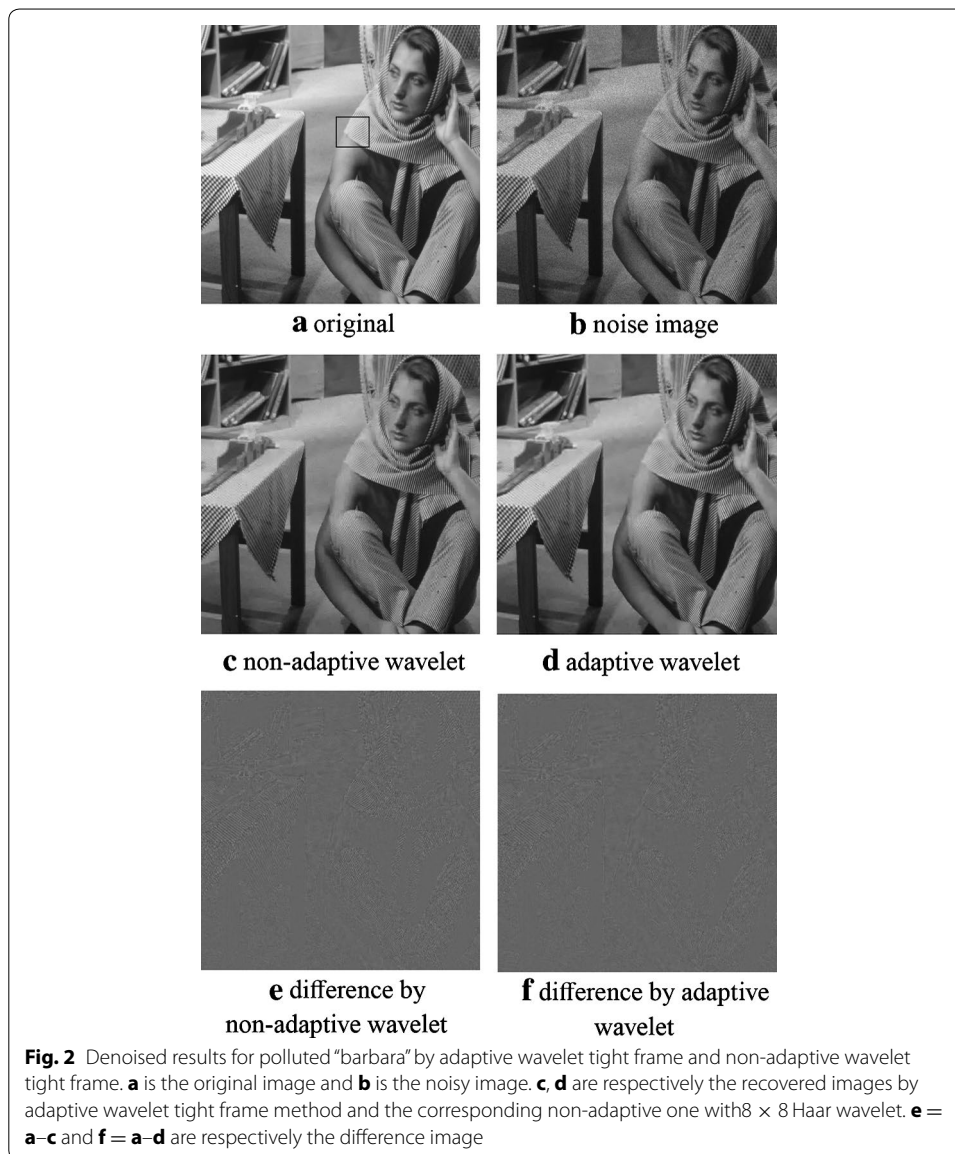 a original
b noise image
c non-adaptive wavelet
d adaptive wavelet
e difference by
non-adaptive wavelet
f difference by adaptive
wavelet
Fig. 2 Denoised results for polluted “barbara” by adaptive wavelet tight frame and non-adaptive wavelet
tight frame. a is the original image and b is the noisy image. c, d are respectively the recovered images by
adaptive wavelet tight frame method and the corresponding non-adaptive one with8 × 8 Haar wavelet. e =
a–c and f = a–d are respectively the difference image